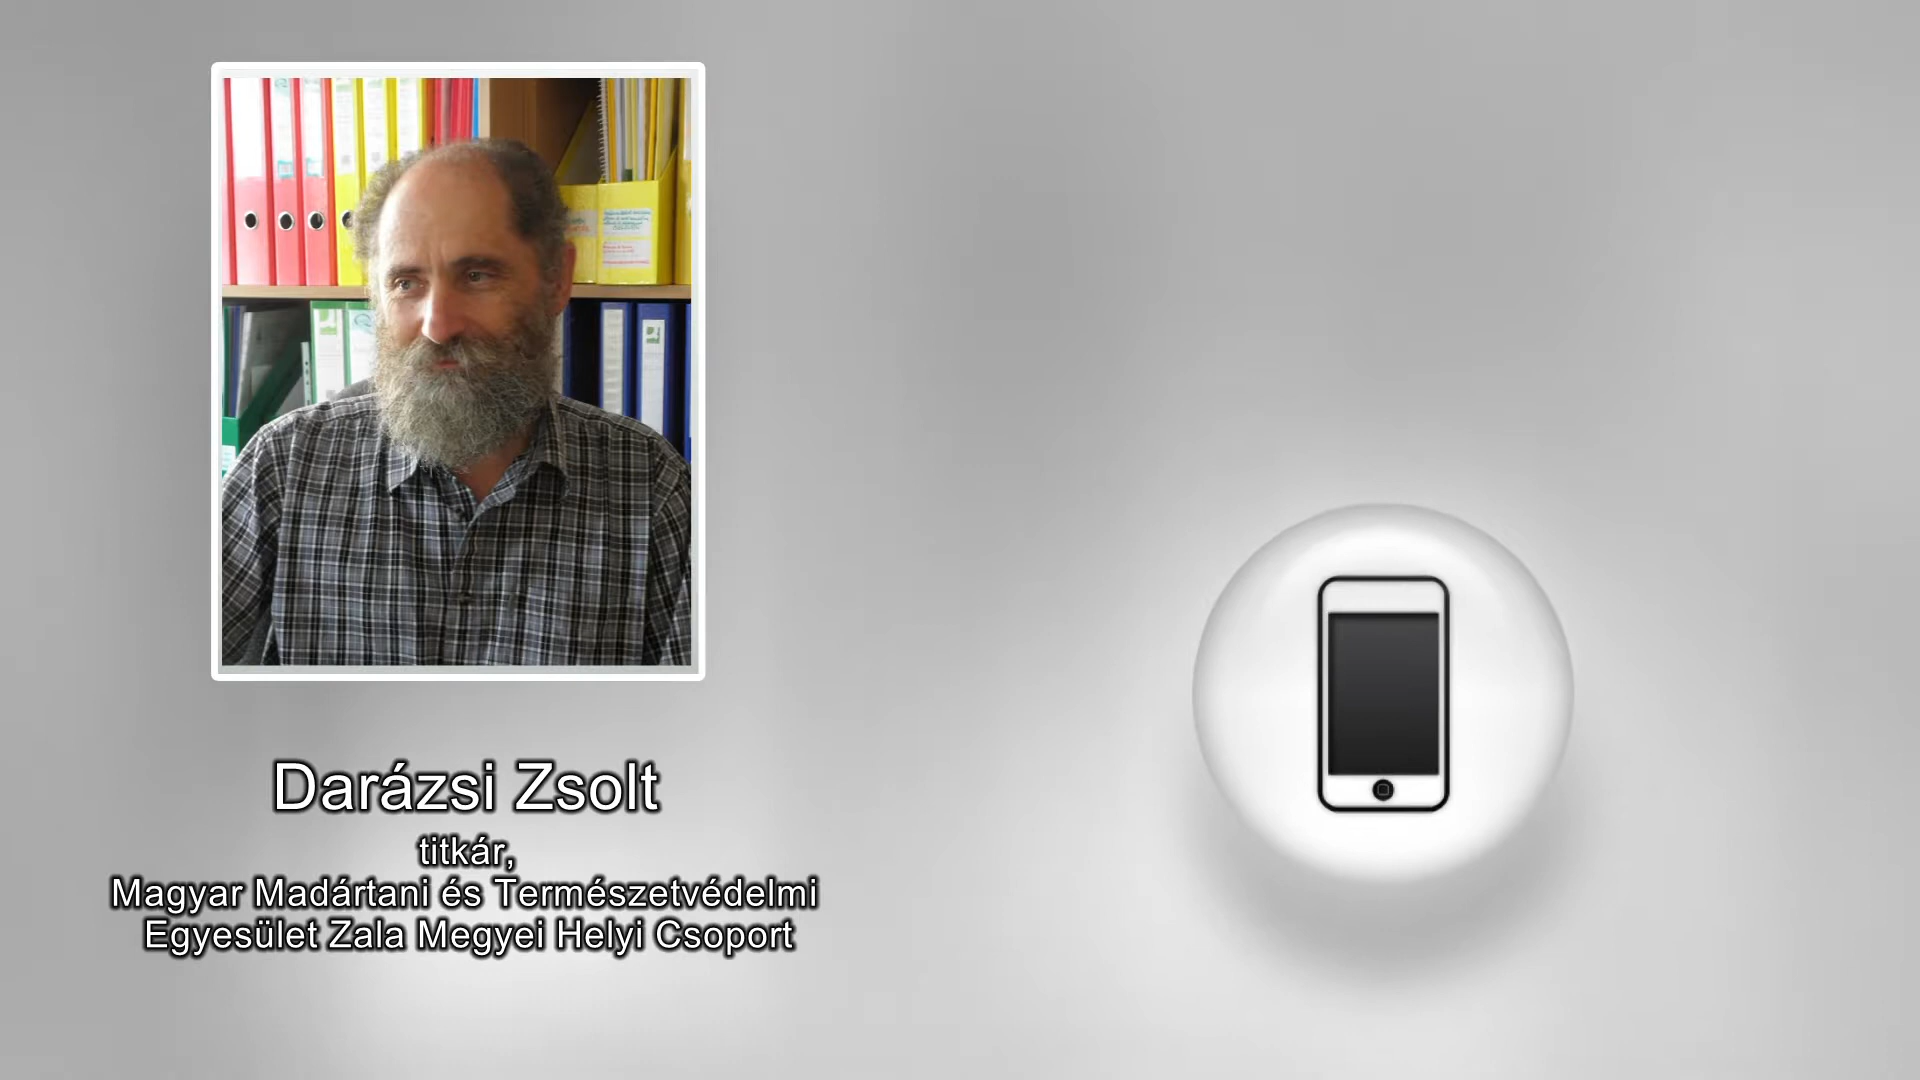 Darázsi Zsolt
titkár,
Magyar Madártani és Természetvédelmi
Egyesület Zala Megyei Helyi Csoport